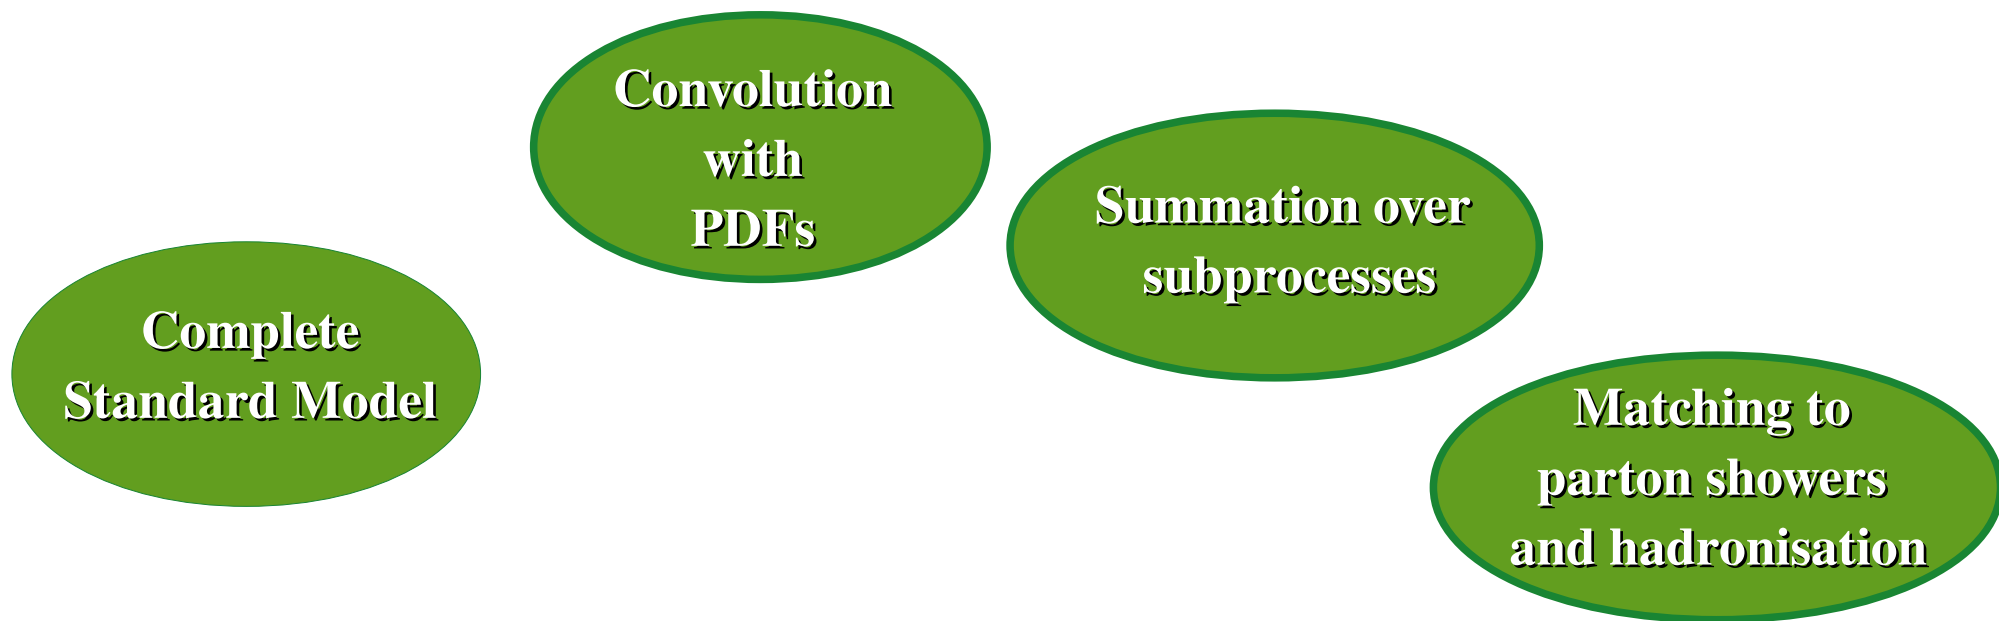 Convolution
with
PDFs
Summation over
subprocesses
Complete
Standard Model
Matching to
parton showers
and hadronisation